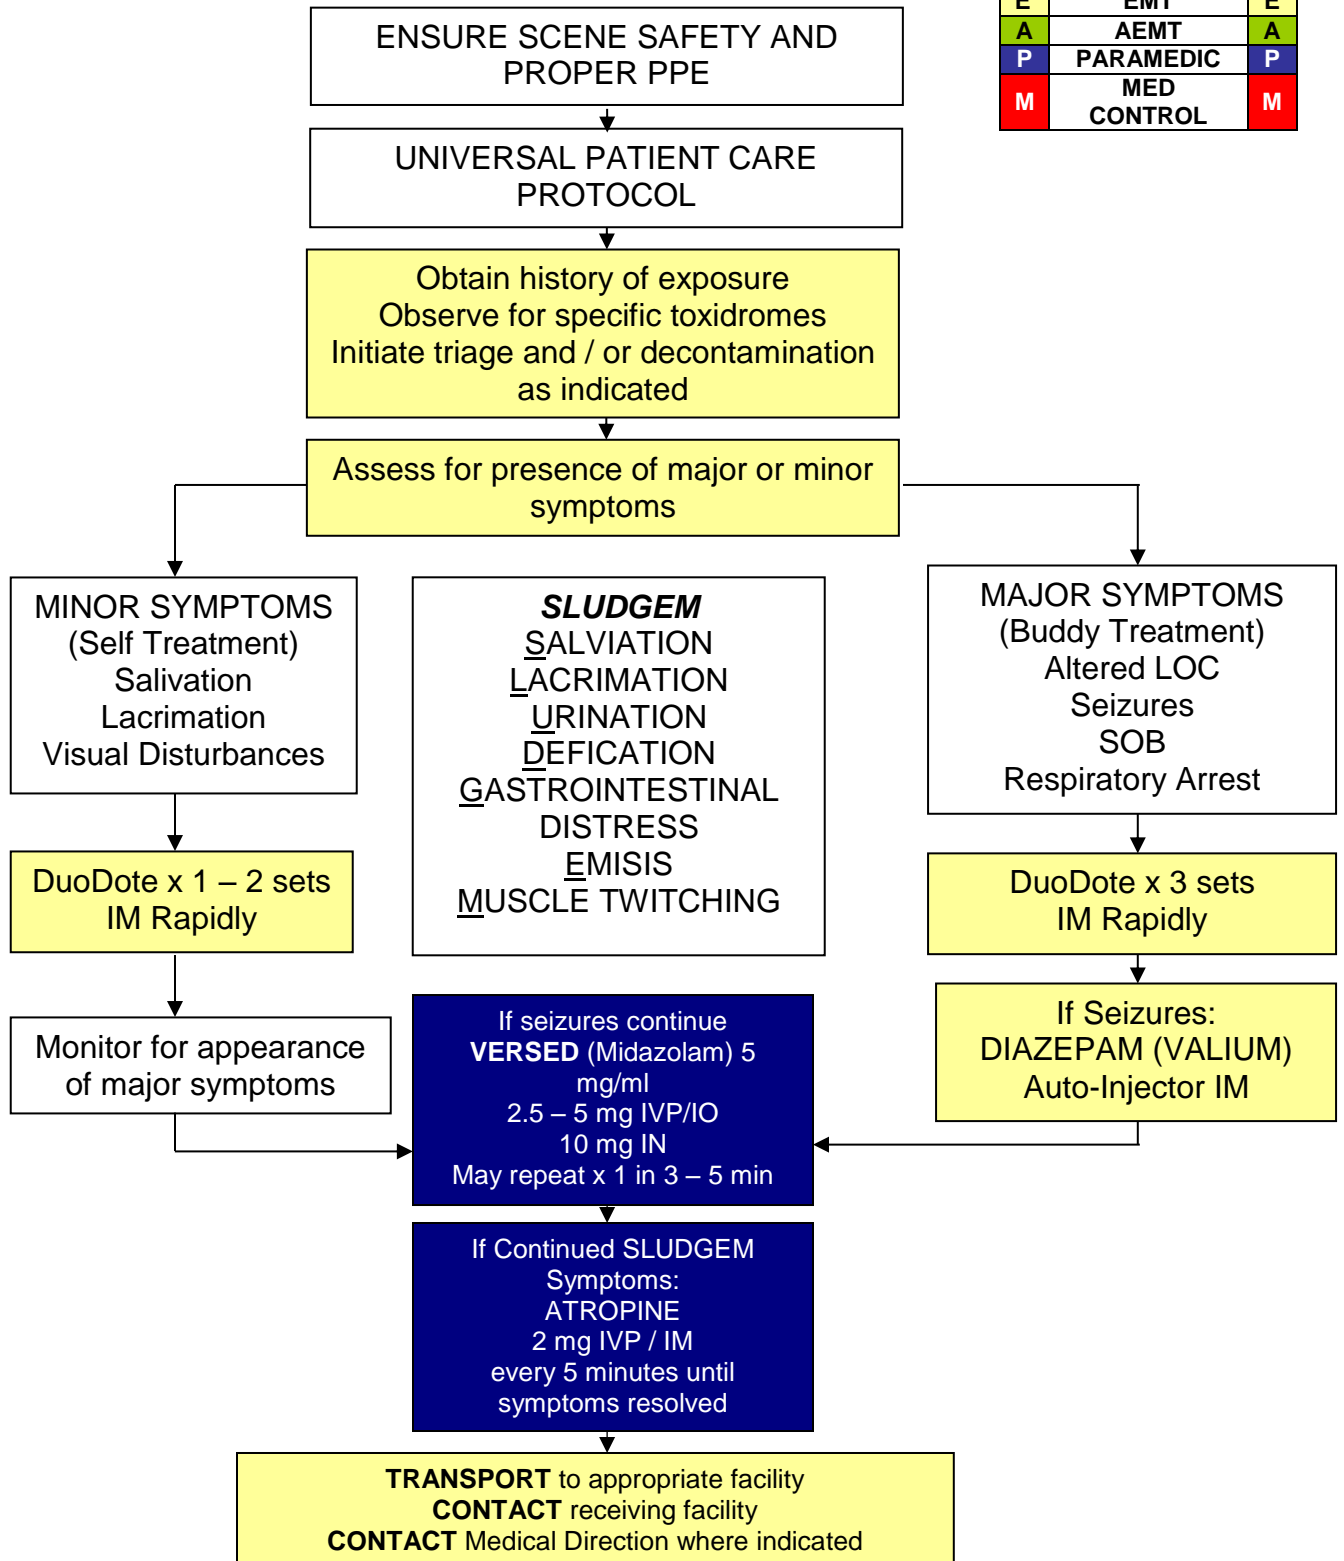 E EMT E
A AEMT A
P PARAMEDIC P
M MED CONTROL M
ENSURE SCENE SAFETY AND
PROPER PPE
UNIVERSAL PATIENT CARE
PROTOCOL
Obtain history of exposure
Observe for specific toxidromes
Initiate triage and / or decontamination
as indicated
Assess for presence of major or minor
symptoms
MINOR SYMPTOMS
(Self Treatment)
Salivation
Lacrimation
Visual Disturbances
SLUDGEM
SALVIATION
LACRIMATION
URINATION
DEFICATION
GASTROINTESTINAL
DISTRESS
EMISIS
MUSCLE TWITCHING
MAJOR SYMPTOMS
(Buddy Treatment)
Altered LOC
Seizures
SOB
Respiratory Arrest
DuoDote x 1 – 2 sets
IM Rapidly
DuoDote x 3 sets
IM Rapidly
Monitor for appearance
of major symptoms
If seizures continue
VERSED (Midazolam) 5
mg/ml
2.5 – 5 mg IVP/IO
10 mg IN
May repeat x 1 in 3 – 5 min
If Seizures:
DIAZEPAM (VALIUM)
Auto-Injector IM
If Continued SLUDGEM
Symptoms:
ATROPINE
2 mg IVP / IM
every 5 minutes until
symptoms resolved
TRANSPORT to appropriate facility
CONTACT receiving facility
CONTACT Medical Direction where indicated